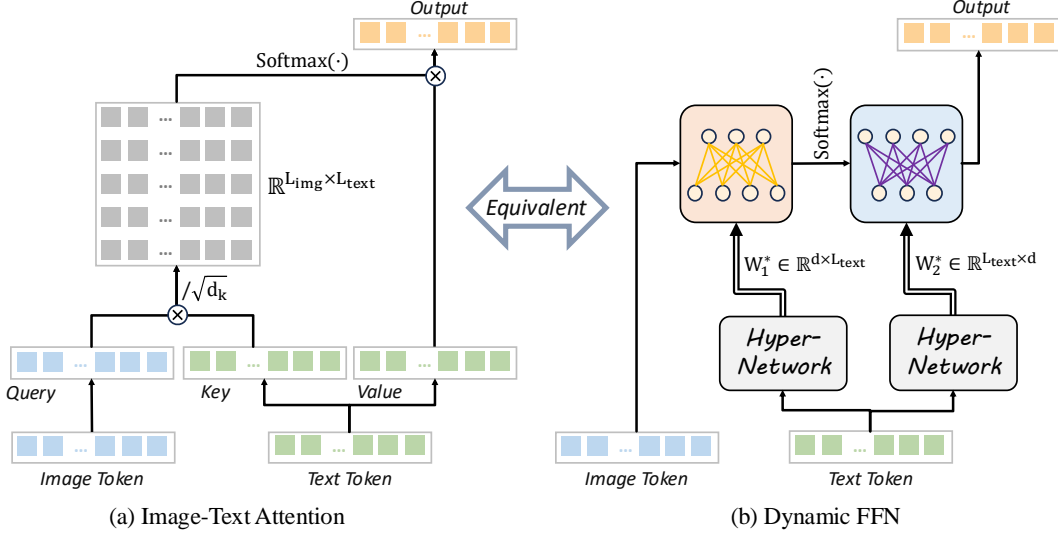 Output
Softmax(·)
...
ℝ^{L_img×L_text}
/√d_k
...
...
...
Query
Key
Value
...
...
Image Token
Text Token
(a) Image-Text Attention
Equivalent
Output
...
Softmax(·)
W_1^* ∈ ℝ^{d×L_text}
W_2^* ∈ ℝ^{L_text×d}
Hyper-
Network
Hyper-
Network
...
...
Image Token
Text Token
(b) Dynamic FFN